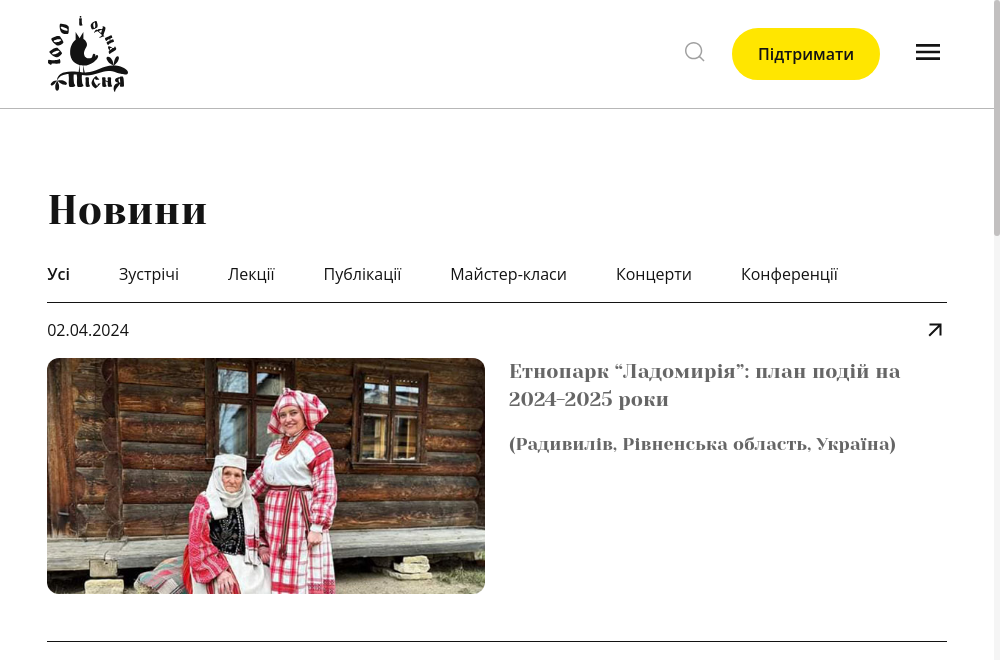 1000 і одна
Пісня
Підтримати
Новини
Усі Зустрічі Лекції Публікації Майстер-класи Концерти Конференції
02.04.2024
Етнопарк “Ладомирія”: план подій на
2024-2025 роки
(Радивилів, Рівненська область, Україна)